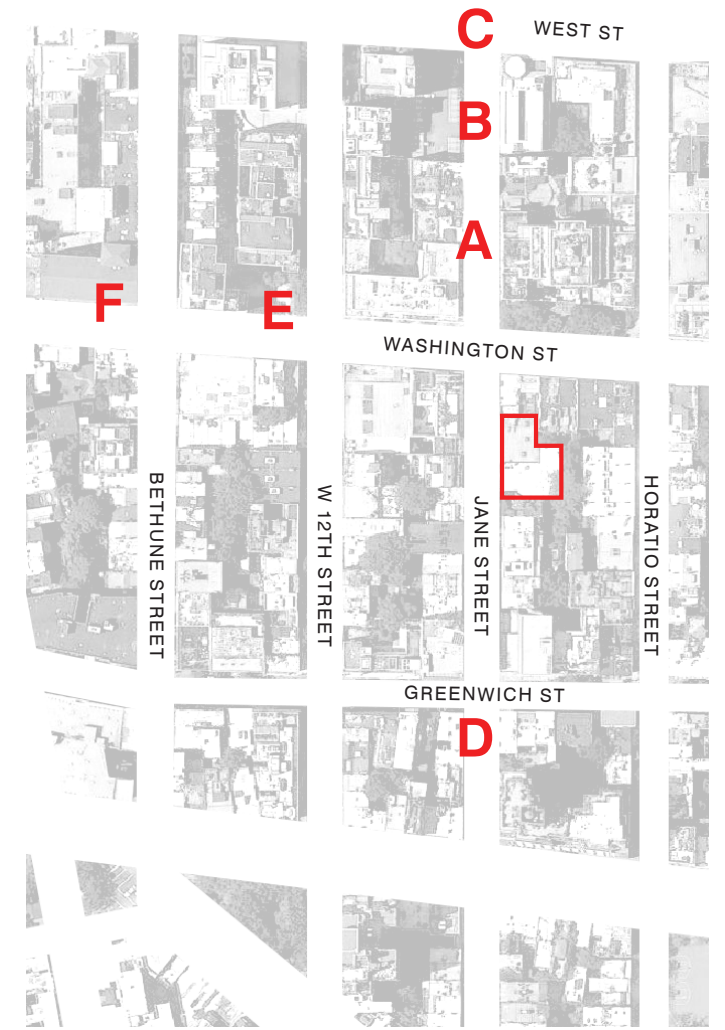 C
WEST ST
B
A
F
E
WASHINGTON ST
BETHUNE STREET
W 12TH STREET
JANE STREET
HORATIO STREET
GREENWICH ST
D